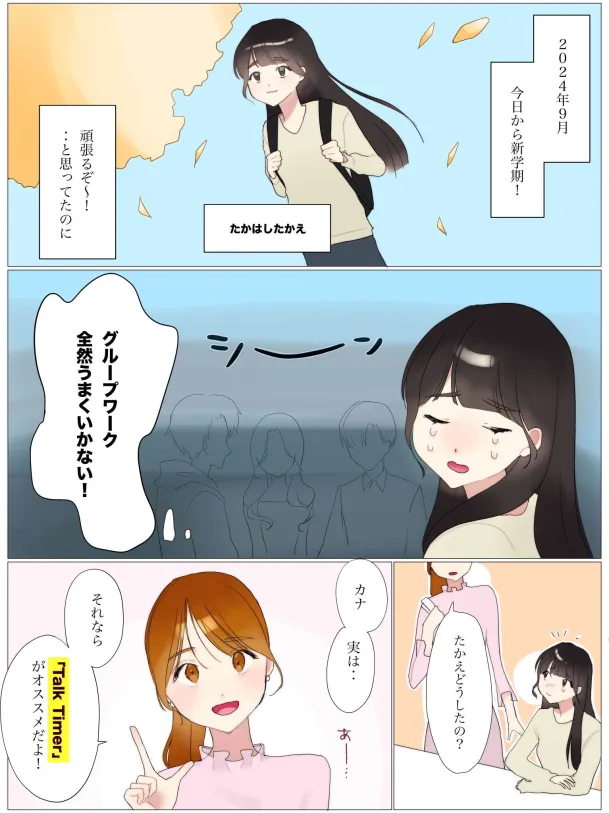 2024年9月
今日から新学期！
頑張るぞ〜！
‥と思ってたのに
たかはしたかえ
シーン
グループワーク
全然うまくいかない！
たかえどうしたの？
カナ
実は‥
あー…
それなら
「Talk Timer」
がオススメだよ！